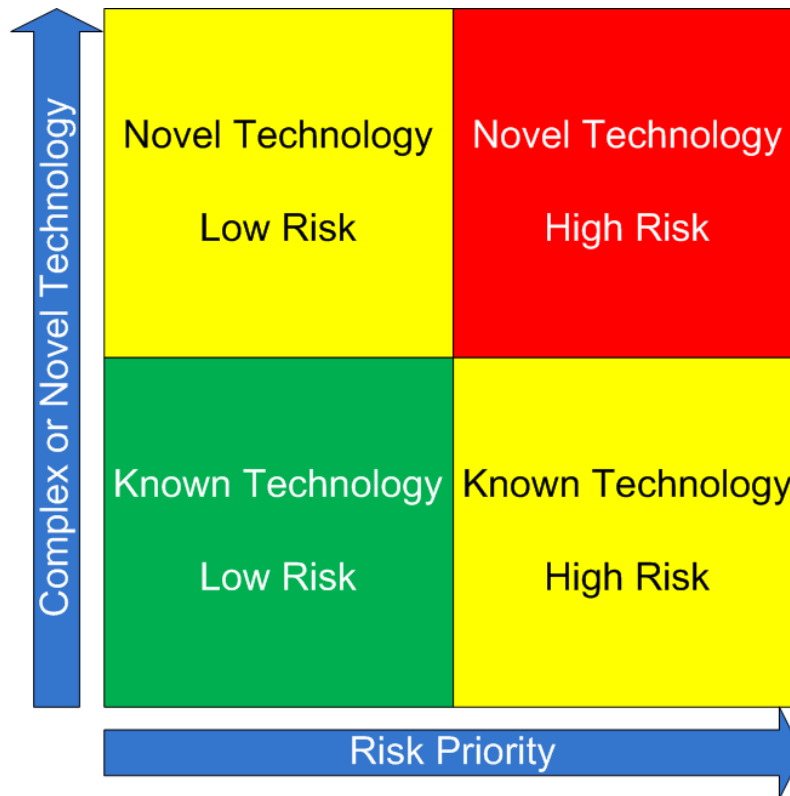 Complex or Novel Technology
Novel Technology
Low Risk
Novel Technology
High Risk
Known Technology
Low Risk
Known Technology
High Risk
Risk Priority